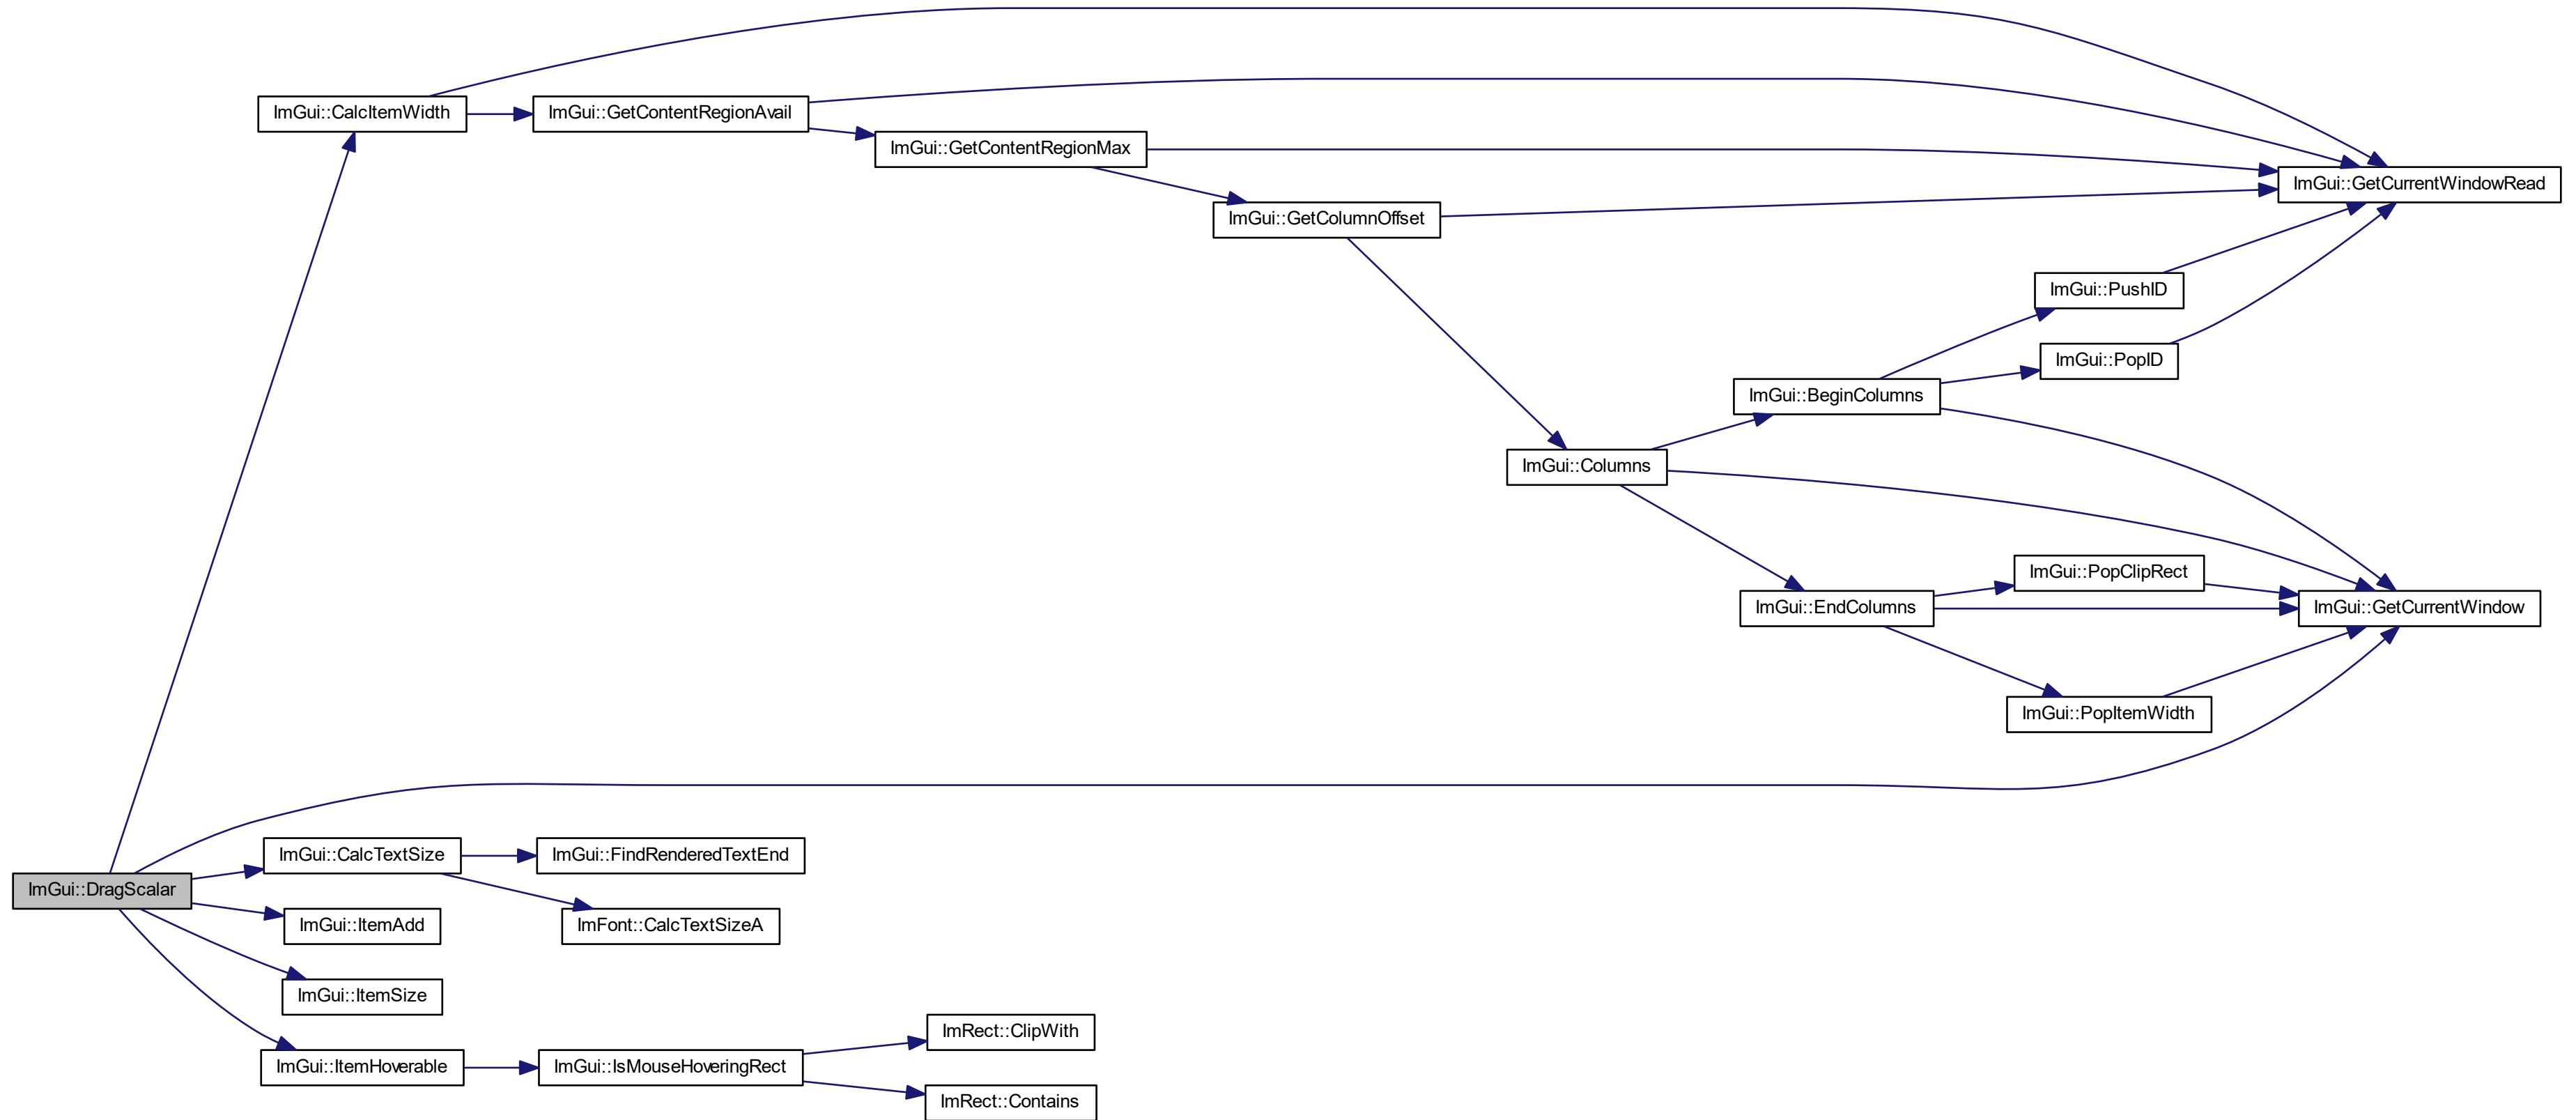 ImGui::CalcItemWidth
ImGui::GetContentRegionAvail
ImGui::GetContentRegionMax
ImGui::GetCurrentWindowRead
ImGui::GetColumnOffset
ImGui::PushID
ImGui::PopID
ImGui::BeginColumns
ImGui::Columns
ImGui::PopClipRect
ImGui::EndColumns
ImGui::GetCurrentWindow
ImGui::PopItemWidth
ImGui::CalcTextSize
ImGui::FindRenderedTextEnd
ImGui::DragScalar
ImGui::ItemAdd
ImFont::CalcTextSizeA
ImGui::ItemSize
ImRect::ClipWith
ImGui::ItemHoverable
ImGui::IsMouseHoveringRect
ImRect::Contains